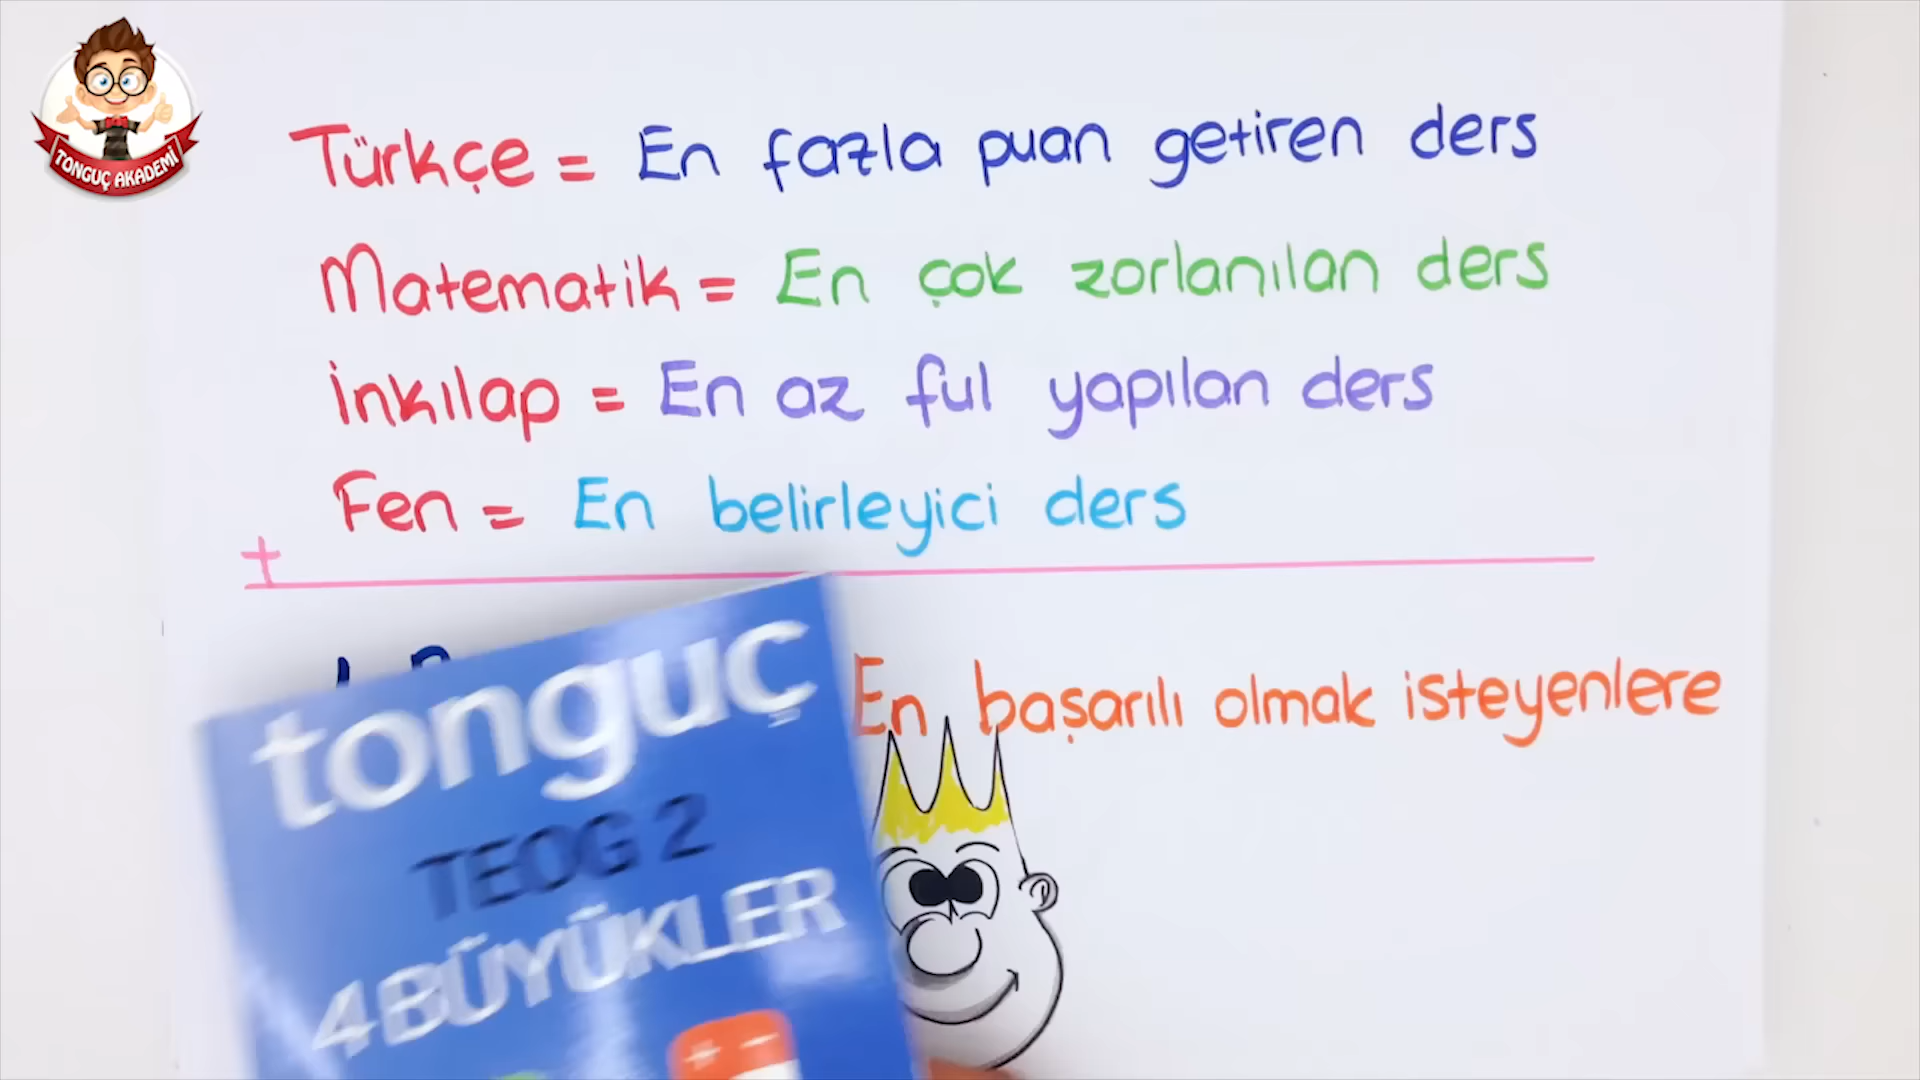 TONGUÇ AKADEMİ
Türkçe = En fazla puan getiren ders
Matematik = En çok zorlanılan ders
İnkılap = En az ful yapılan ders
Fen = En belirleyici ders
+
En başarılı olmak isteyenlere
tonguç
TEOG 2
4 BÜYÜKLER